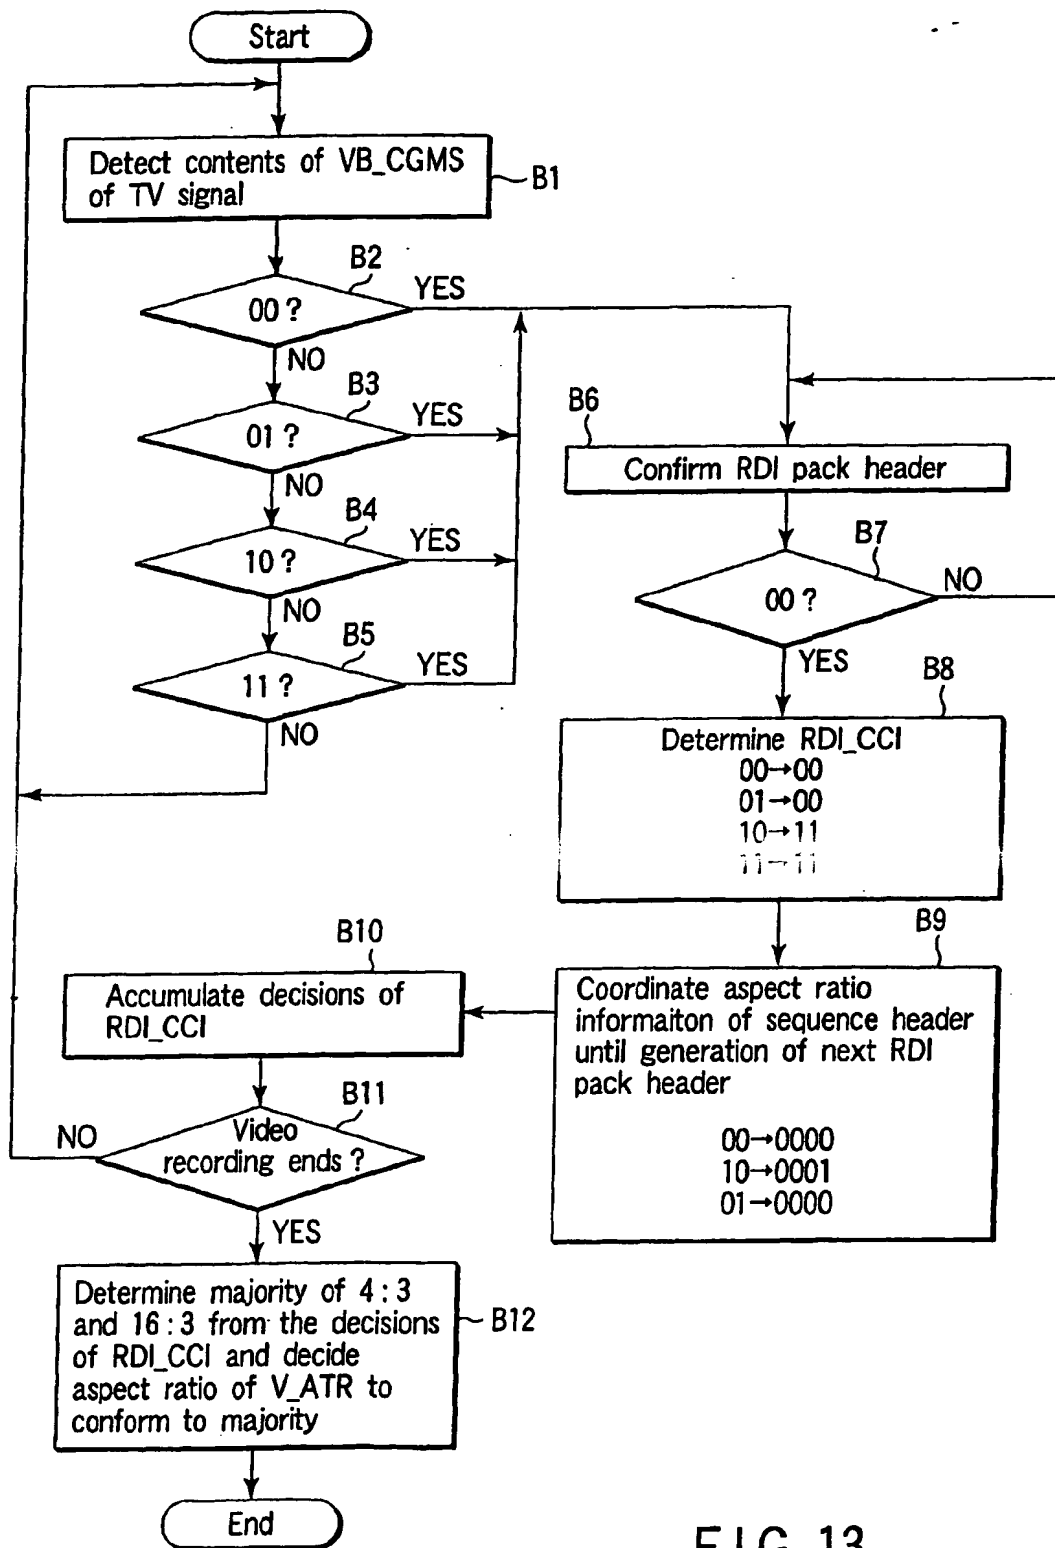 Start
Detect contents of VB_CGMS
of TV signal
B1
B2
00 ?
YES
NO
B3
01 ?
YES
NO
B4
10 ?
YES
NO
B5
11 ?
YES
NO
B6
Confirm RDI pack header
B7
00 ?
NO
YES
B8
Determine RDI_CCI
00→00
01→00
10→11
11→11
B9
Coordinate aspect ratio
informaiton of sequence header
until generation of next RDI
pack header
00→0000
10→0001
01→0000
B10
Accumulate decisions of
RDI_CCI
B11
Video
recording ends ?
NO
YES
Determine majority of 4 : 3
and 16 : 3 from the decisions
of RDI_CCI and decide
aspect ratio of V_ATR to
conform to majority
B12
End
FIG. 13